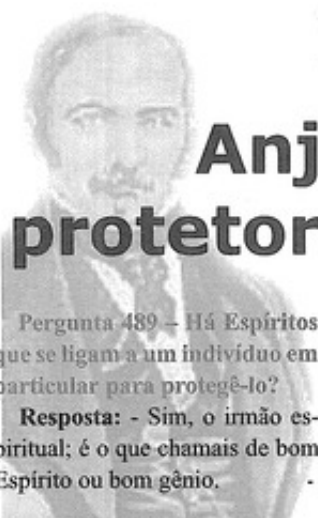 Anj
protetor
Pergunta 489 – Há Espíritos
que se ligam a um indivíduo em
particular para protegê-lo?
Resposta: - Sim, o irmão es-
piritual; é o que chamais de bom
Espírito ou bom gênio.